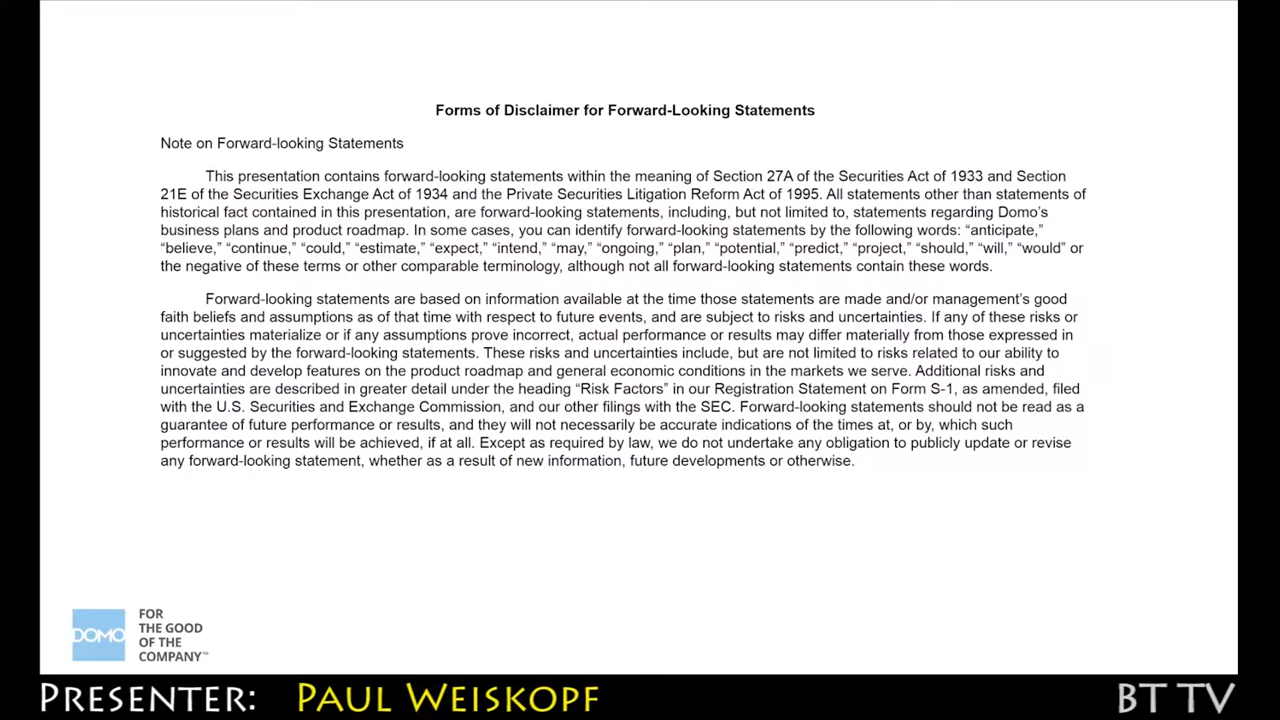 Forms of Disclaimer for Forward-Looking Statements
Note on Forward-looking Statements
This presentation contains forward-looking statements within the meaning of Section 27A of the Securities Act of 1933 and Section
21E of the Securities Exchange Act of 1934 and the Private Securities Litigation Reform Act of 1995. All statements other than statements of
historical fact contained in this presentation, are forward-looking statements, including, but not limited to, statements regarding Domo’s
business plans and product roadmap. In some cases, you can identify forward-looking statements by the following words: “anticipate,”
“believe,” “continue,” “could,” “estimate,” “expect,” “intend,” “may,” “ongoing,” “plan,” “potential,” “predict,” “project,” “should,” “will,” “would” or
the negative of these terms or other comparable terminology, although not all forward-looking statements contain these words.
Forward-looking statements are based on information available at the time those statements are made and/or management’s good
faith beliefs and assumptions as of that time with respect to future events, and are subject to risks and uncertainties. If any of these risks or
uncertainties materialize or if any assumptions prove incorrect, actual performance or results may differ materially from those expressed in
or suggested by the forward-looking statements. These risks and uncertainties include, but are not limited to risks related to our ability to
innovate and develop features on the product roadmap and general economic conditions in the markets we serve. Additional risks and
uncertainties are described in greater detail under the heading “Risk Factors” in our Registration Statement on Form S-1, as amended, filed
with the U.S. Securities and Exchange Commission, and our other filings with the SEC. Forward-looking statements should not be read as a
guarantee of future performance or results, and they will not necessarily be accurate indications of the times at, or by, which such
performance or results will be achieved, if at all. Except as required by law, we do not undertake any obligation to publicly update or revise
any forward-looking statement, whether as a result of new information, future developments or otherwise.
DOMO
FOR
THE GOOD
OF THE
COMPANY™
PRESENTER: PAUL WEISKOPF
BT TV